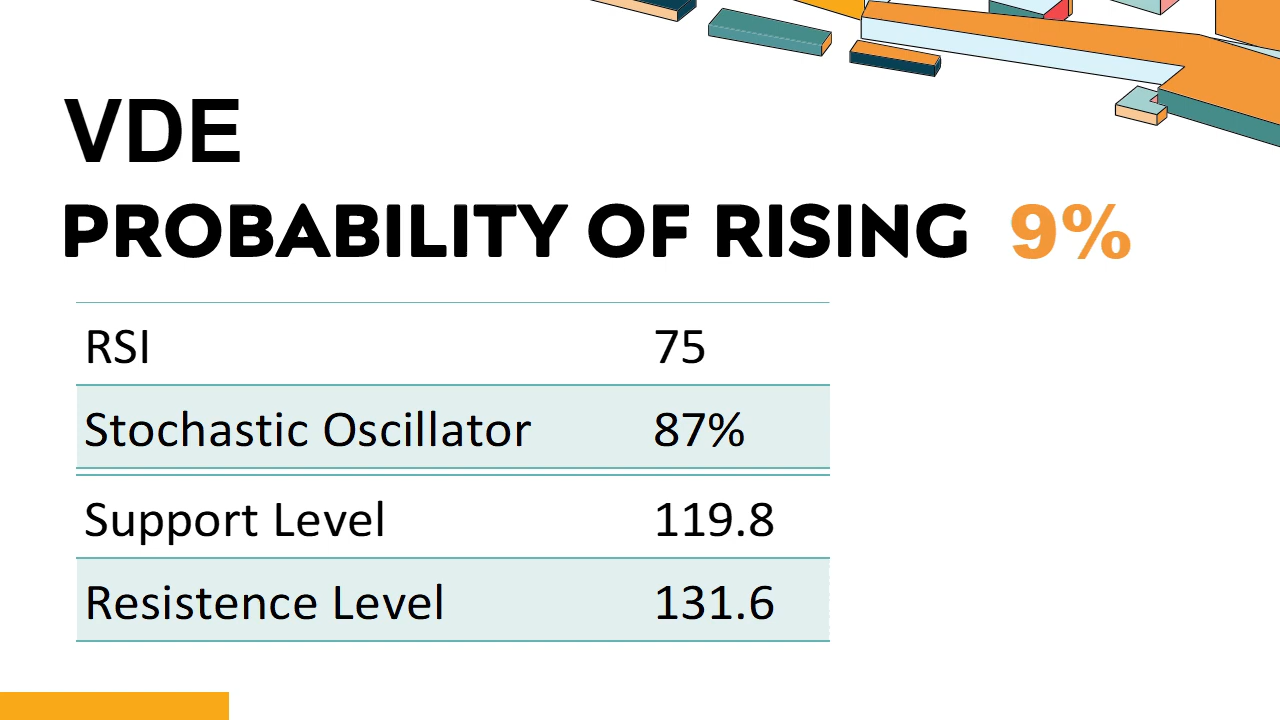 VDE
PROBABILITY OF RISING 9%
RSI 75
Stochastic Oscillator 87%
Support Level 119.8
Resistence Level 131.6